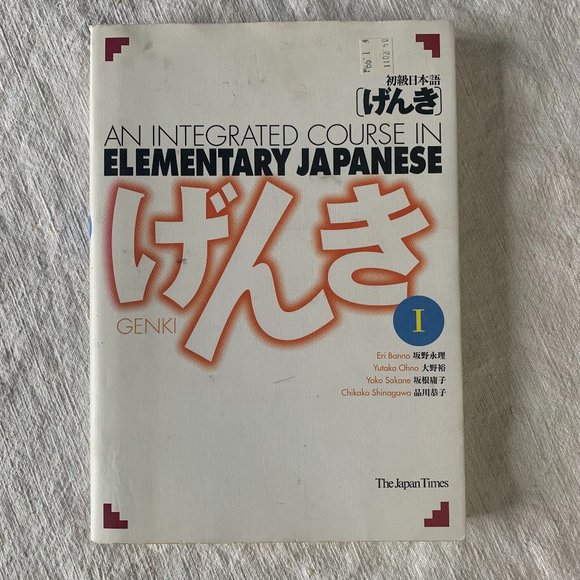 初級日本語
[げんき]
AN INTEGRATED COURSE IN
ELEMENTARY JAPANESE
げんき
GENKI
I
Eri Banno 坂野永理
Yutaka Ohno 大野裕
Yoko Sakane 坂根庸子
Chikako Shinagawa 品川恭子
The Japan Times